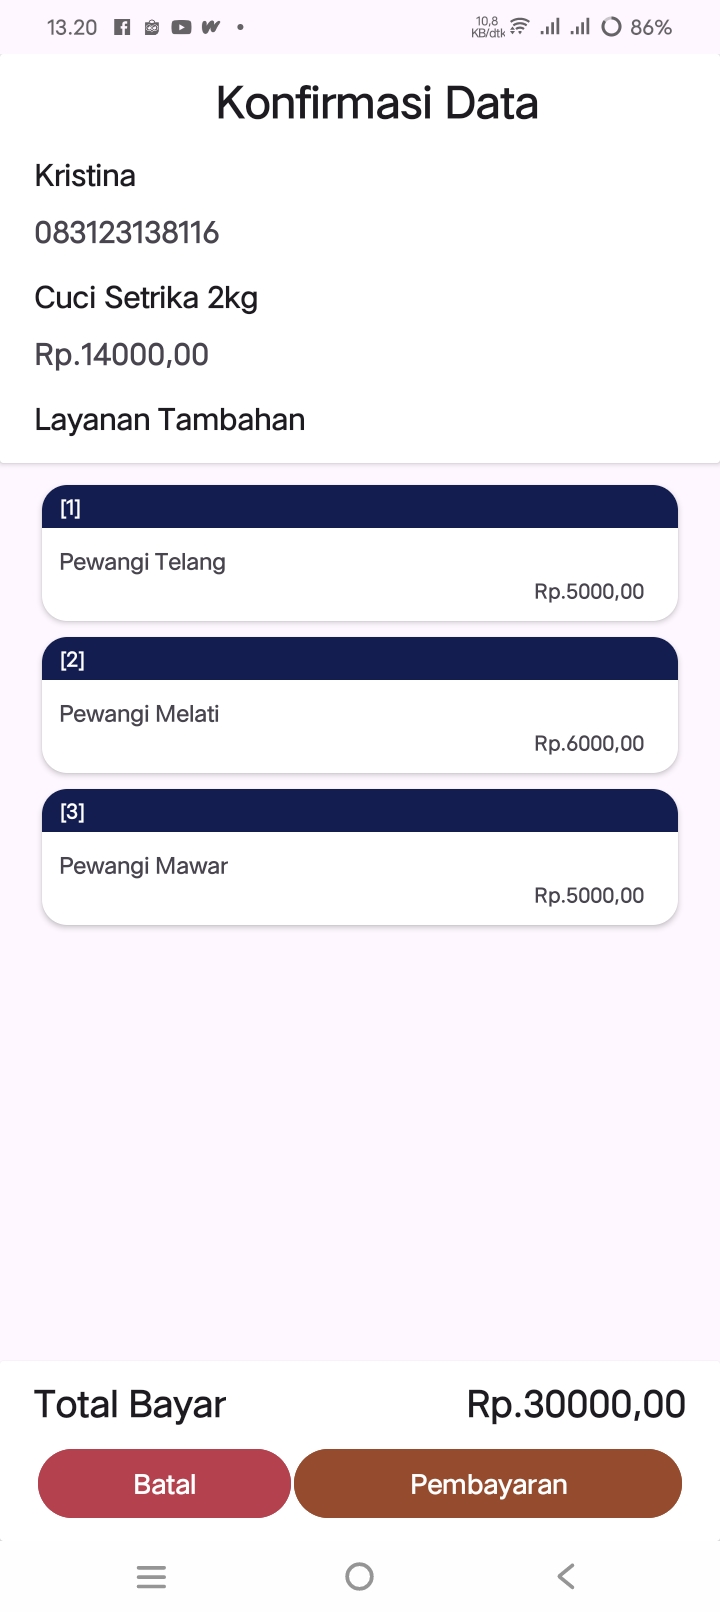 13.20
10,8
KB/dtk
86%
Konfirmasi Data
Kristina
083123138116
Cuci Setrika 2kg
Rp.14000,00
Layanan Tambahan
[1]
Pewangi Telang
Rp.5000,00
[2]
Pewangi Melati
Rp.6000,00
[3]
Pewangi Mawar
Rp.5000,00
Total Bayar Rp.30000,00
Batal Pembayaran